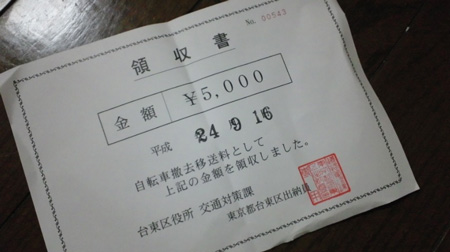 No. 00543
領収書
金額 ¥5,000
平成 24 9 16
自転車撤去移送料として
上記の金額を領収しました。
台東区役所 交通対策課
東京都台東区出納員